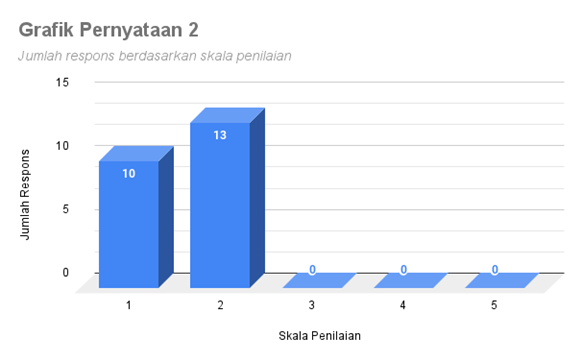 Grafik Pernyataan 2
Jumlah respons berdasarkan skala penilaian
15
10
5
0
Jumlah Respons
10
13
0
0
0
1 2 3 4 5
Skala Penilaian